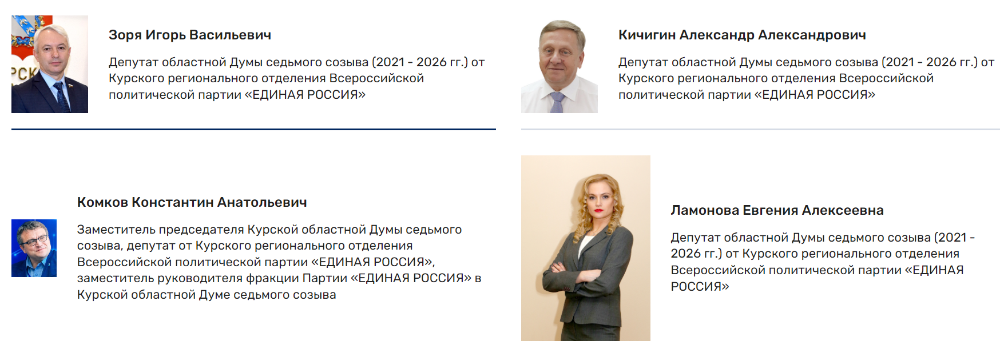 РСК
Зоря Игорь Васильевич
Депутат областной Думы седьмого созыва (2021 - 2026 гг.) от
Курского регионального отделения Всероссийской
политической партии «ЕДИНАЯ РОССИЯ»
Кичигин Александр Александрович
Депутат областной Думы седьмого созыва (2021 - 2026 гг.) от
Курского регионального отделения Всероссийской
политической партии «ЕДИНАЯ РОССИЯ»
Комков Константин Анатольевич
Заместитель председателя Курской областной Думы седьмого
созыва, депутат от Курского регионального отделения
Всероссийской политической партии «ЕДИНАЯ РОССИЯ»,
заместитель руководителя фракции Партии «ЕДИНАЯ РОССИЯ» в
Курской областной Думе седьмого созыва
Ламонова Евгения Алексеевна
Депутат областной Думы седьмого созыва (2021 -
2026 гг.) от Курского регионального отделения
Всероссийской политической партии «ЕДИНАЯ
РОССИЯ»